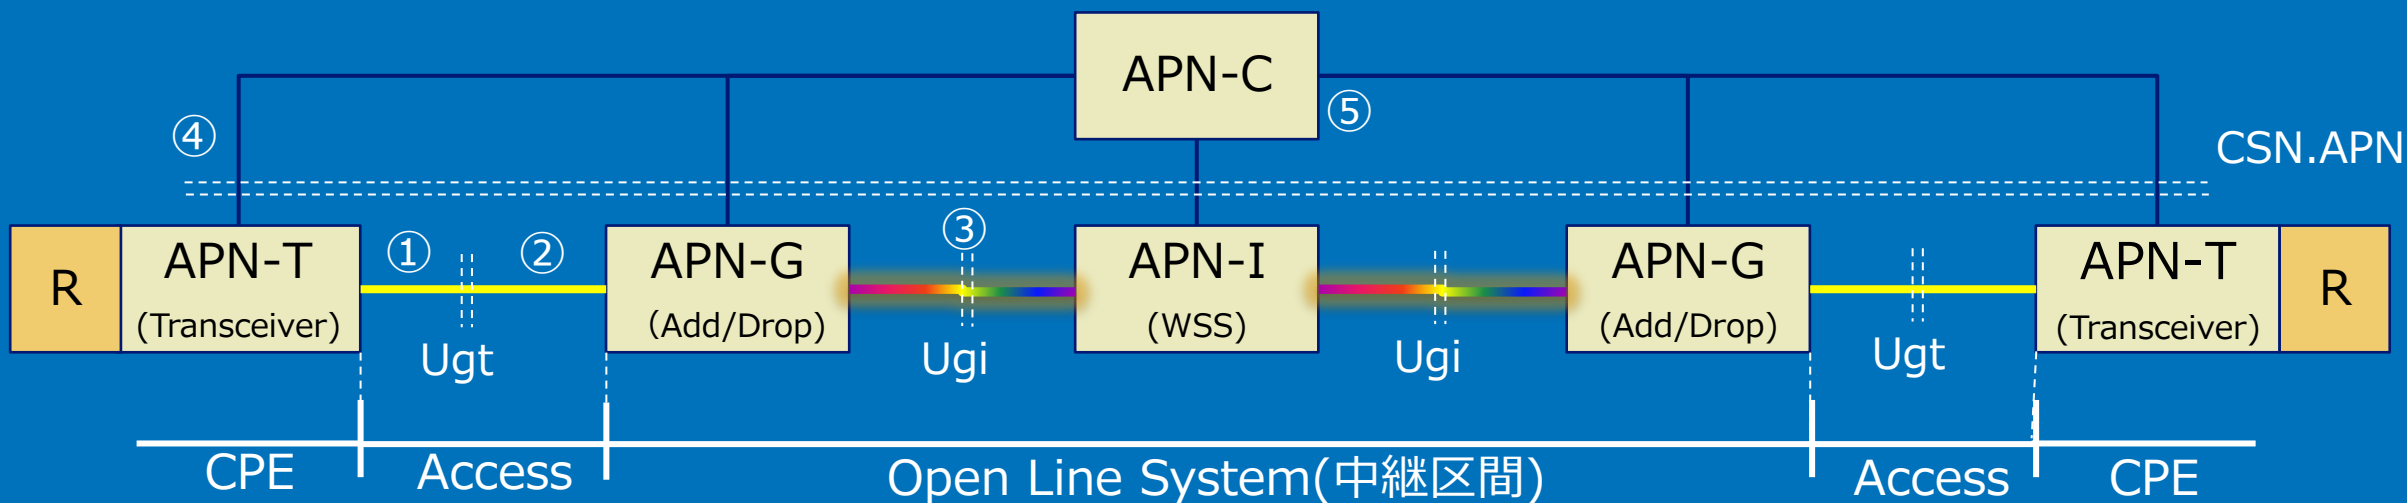 APN-C
④
⑤
CSN.APN
R
APN-T
(Transceiver)
①
②
Ugt
APN-G
(Add/Drop)
③
Ugi
APN-I
(WSS)
Ugi
APN-G
(Add/Drop)
Ugt
APN-T
(Transceiver)
R
CPE
Access
Open Line System(中継区間)
Access
CPE